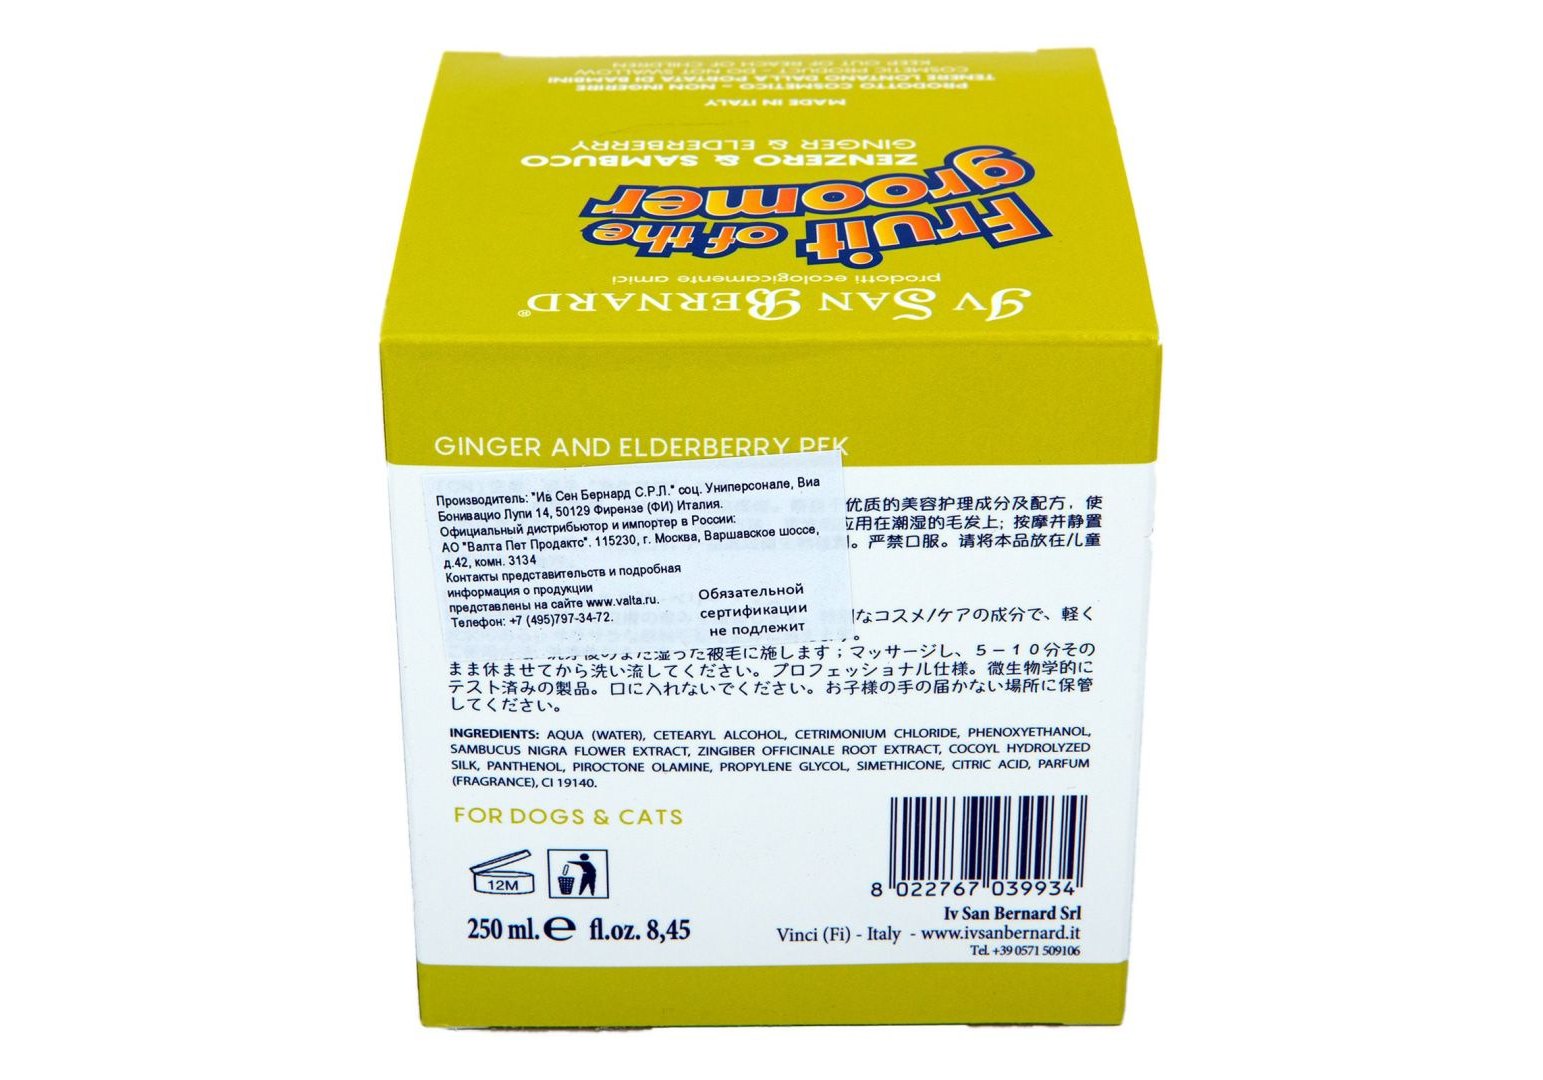 KEEP OUT OF REACH OF CHILDREN
COSMETIC PRODUCT - DO NOT SWALLOW
TENERE LONTANO DALLA PORTATA DI BAMBINI
PRODOTTO COSMETICO - NON INGERIRE
MADE IN ITALY
GINGER & ELDERBERRY
ZENZERO & SAMBUCO
Fruit of the
groomer
prodotti ecologicamente amici
IV SAN BERNARD®
GINGER AND ELDERBERRY PEK
Производитель: "Ив Сен Бернард С.Р.Л." соц. Униперсонале, Виа
Бонивацио Лупи 14, 50129 Фирензе (ФИ) Италия.
Официальный дистрибьютор и импортер в России:
АО "Валта Пет Продактс". 115230, г. Москва, Варшавское шоссе,
д.42, комн. 3134
Контакты представительств и подробная
информация о продукции
представлены на сайте www.valta.ru.
Телефон: +7 (495)797-34-72.
Обязательной
сертификации
не подлежит
优质的美容护理成分及配方，使
应用在潮湿的毛发上；按摩并静置
。严禁口服。请将本品放在儿童
なコスメ/ケアの成分で、軽く
湿った被毛に施します；マッサージし、５－１０分その
まま休ませてから洗い流してください。プロフェッショナル仕様。微生物学的に
テスト済みの製品。口に入れないでください。お子様の手の届かない場所に保管
してください。
INGREDIENTS: AQUA (WATER), CETEARYL ALCOHOL, CETRIMONIUM CHLORIDE, PHENOXYETHANOL,
SAMBUCUS NIGRA FLOWER EXTRACT, ZINGIBER OFFICINALE ROOT EXTRACT, COCOYL HYDROLYZED
SILK, PANTHENOL, PIROCTONE OLAMINE, PROPYLENE GLYCOL, SIMETHICONE, CITRIC ACID, PARFUM
(FRAGRANCE), CI 19140.
FOR DOGS & CATS
12M
8 022767 039934
250 ml. e fl.oz. 8,45
Iv San Bernard Srl
Vinci (Fi) - Italy - www.ivsanbernard.it
Tel. +39 0571 509106